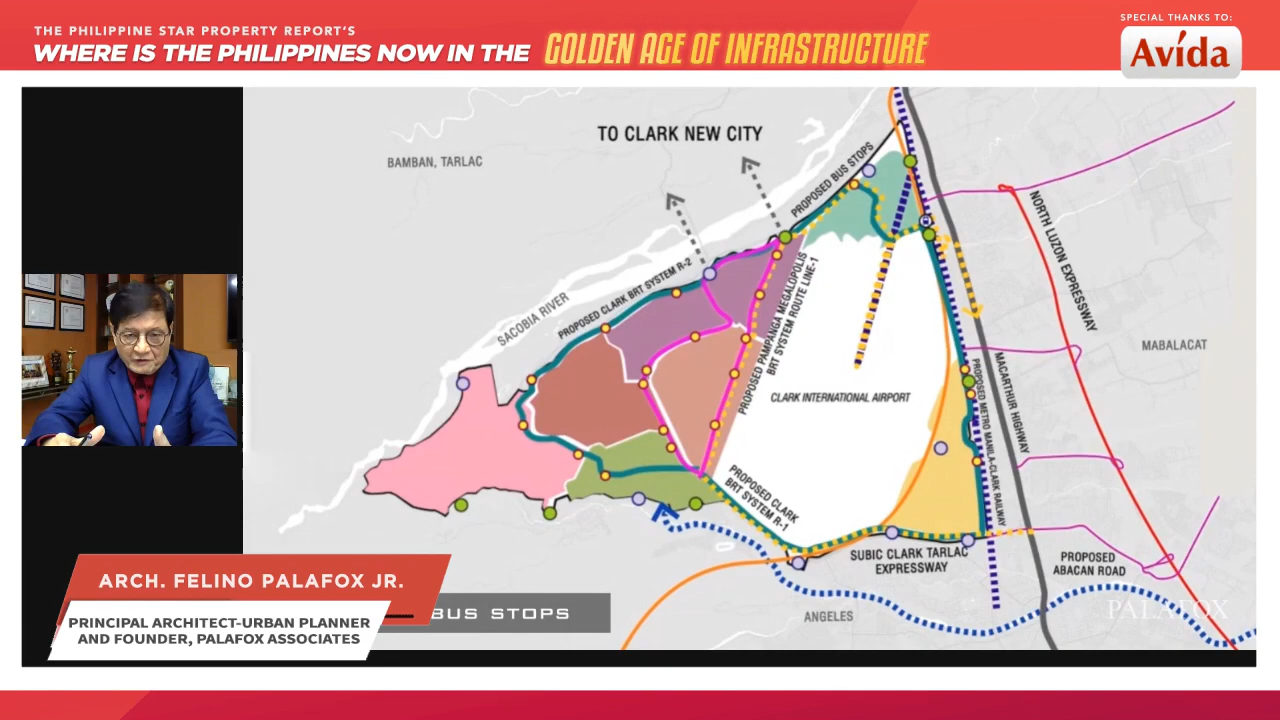 THE PHILIPPINE STAR PROPERTY REPORT'S
WHERE IS THE PHILIPPINES NOW IN THE GOLDEN AGE OF INFRASTRUCTURE
SPECIAL THANKS TO:
Avida
TO CLARK NEW CITY
BAMBAN, TARLAC
PROPOSED BUS STOPS
SACOBIA RIVER
PROPOSED CLARK BRT SYSTEM R-2
PROPOSED PAMPANGA MEGALOPOLIS
BRT SYSTEM ROUTE LINE-1
NORTH LUZON EXPRESSWAY
MABALACAT
CLARK INTERNATIONAL AIRPORT
MACARTHUR HIGHWAY
PROPOSED METRO MANILA-CLARK RAILWAY
PROPOSED CLARK
BRT SYSTEM R-1
SUBIC CLARK TARLAC
EXPRESSWAY
PROPOSED
ABACAN ROAD
ANGELES
PALAFOX
BUS STOPS
ARCH. FELINO PALAFOX JR.
PRINCIPAL ARCHITECT-URBAN PLANNER
AND FOUNDER, PALAFOX ASSOCIATES